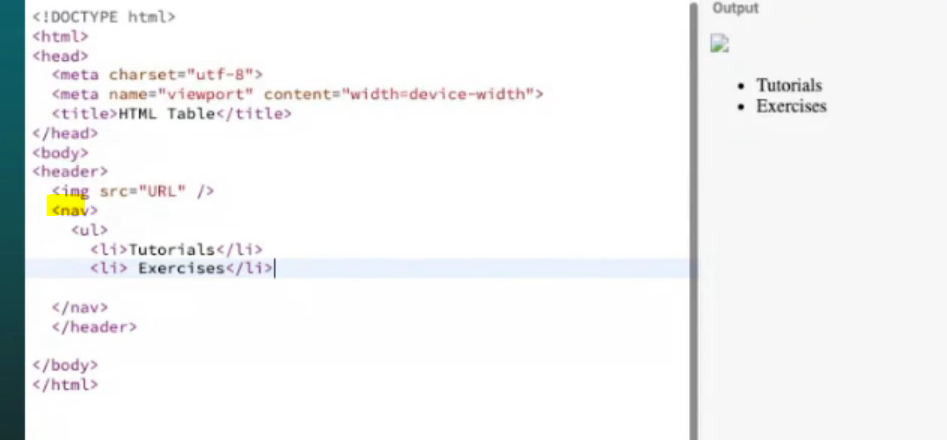 <!DOCTYPE html>
<html>
<head>
<meta charset="utf-8">
<meta name="viewport" content="width=device-width">
<title>HTML Table</title>
</head>
<body>
<header>
<img src="URL" />
<nav>
<ul>
<li>Tutorials</li>
<li> Exercises</li>
</nav>
</header>
</body>
</html>
Output
Tutorials
Exercises